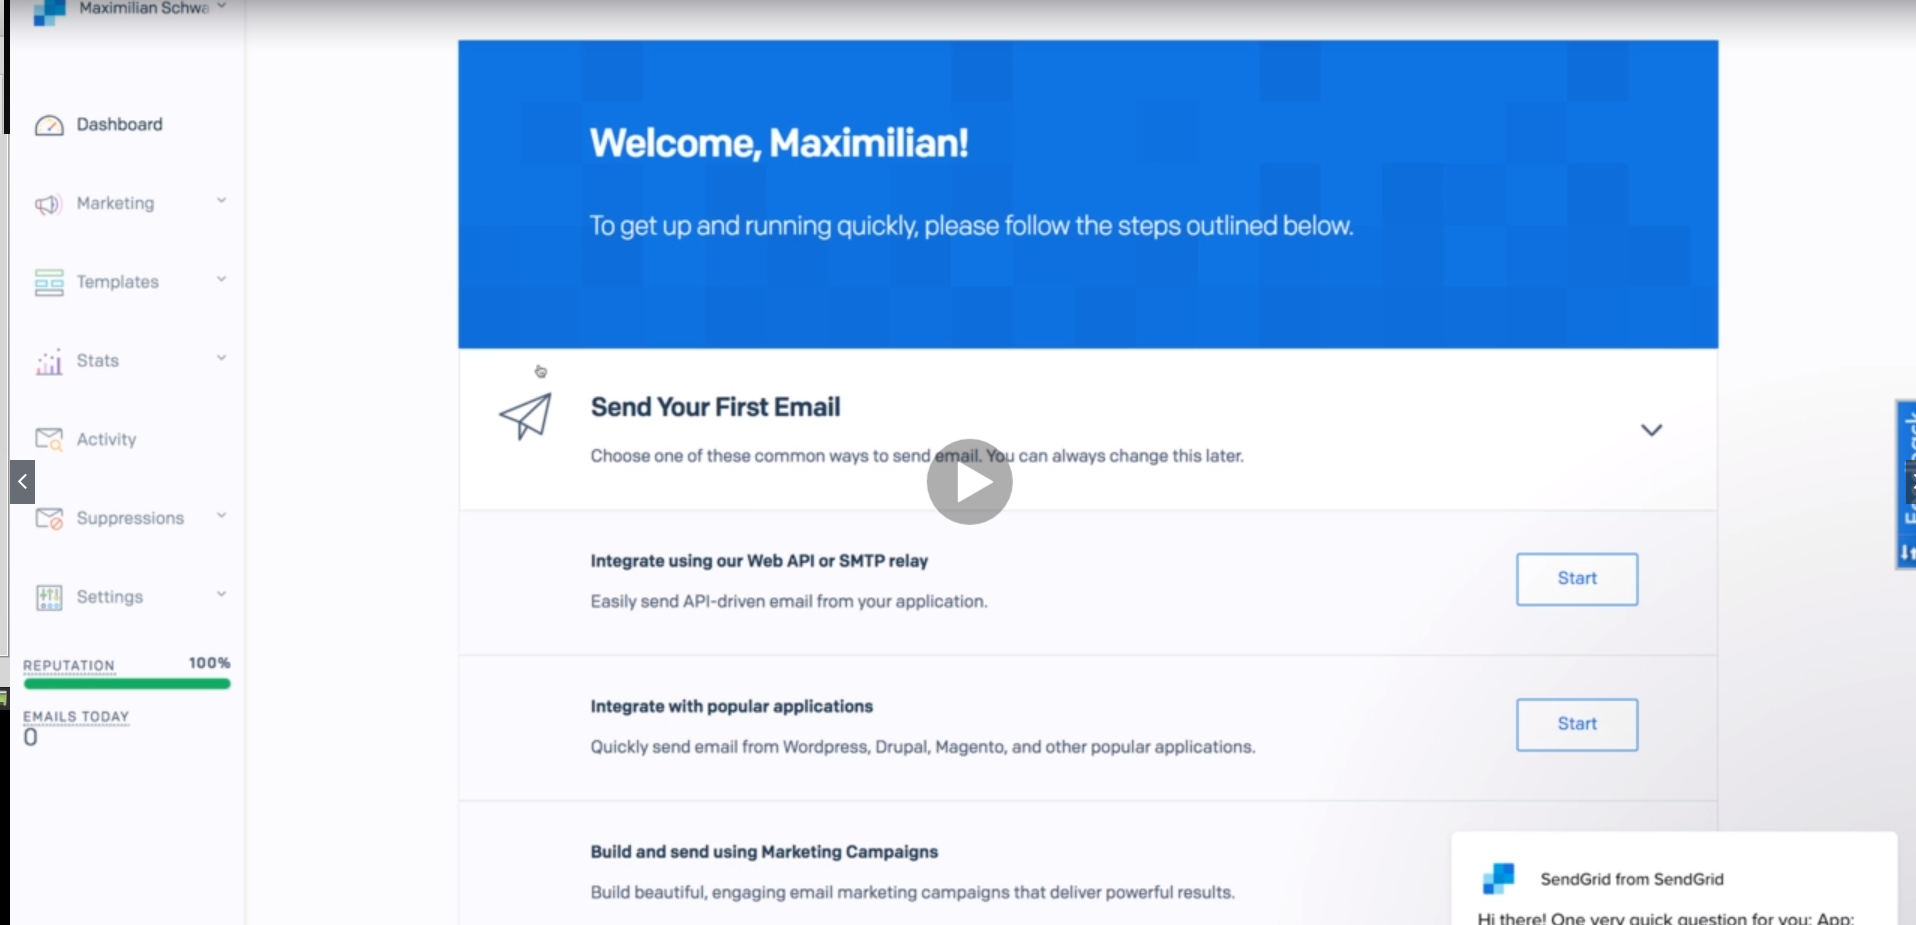 Maximilian Schwa
Dashboard
Marketing
Templates
Stats
Activity
Suppressions
Settings
REPUTATION 100%
EMAILS TODAY
0
Welcome, Maximilian!
To get up and running quickly, please follow the steps outlined below.
Send Your First Email
Choose one of these common ways to send email. You can always change this later.
Integrate using our Web API or SMTP relay
Easily send API-driven email from your application.
Start
Integrate with popular applications
Quickly send email from Wordpress, Drupal, Magento, and other popular applications.
Start
Build and send using Marketing Campaigns
Build beautiful, engaging email marketing campaigns that deliver powerful results.
SendGrid from SendGrid
Hi there! One very quick question for you: App: